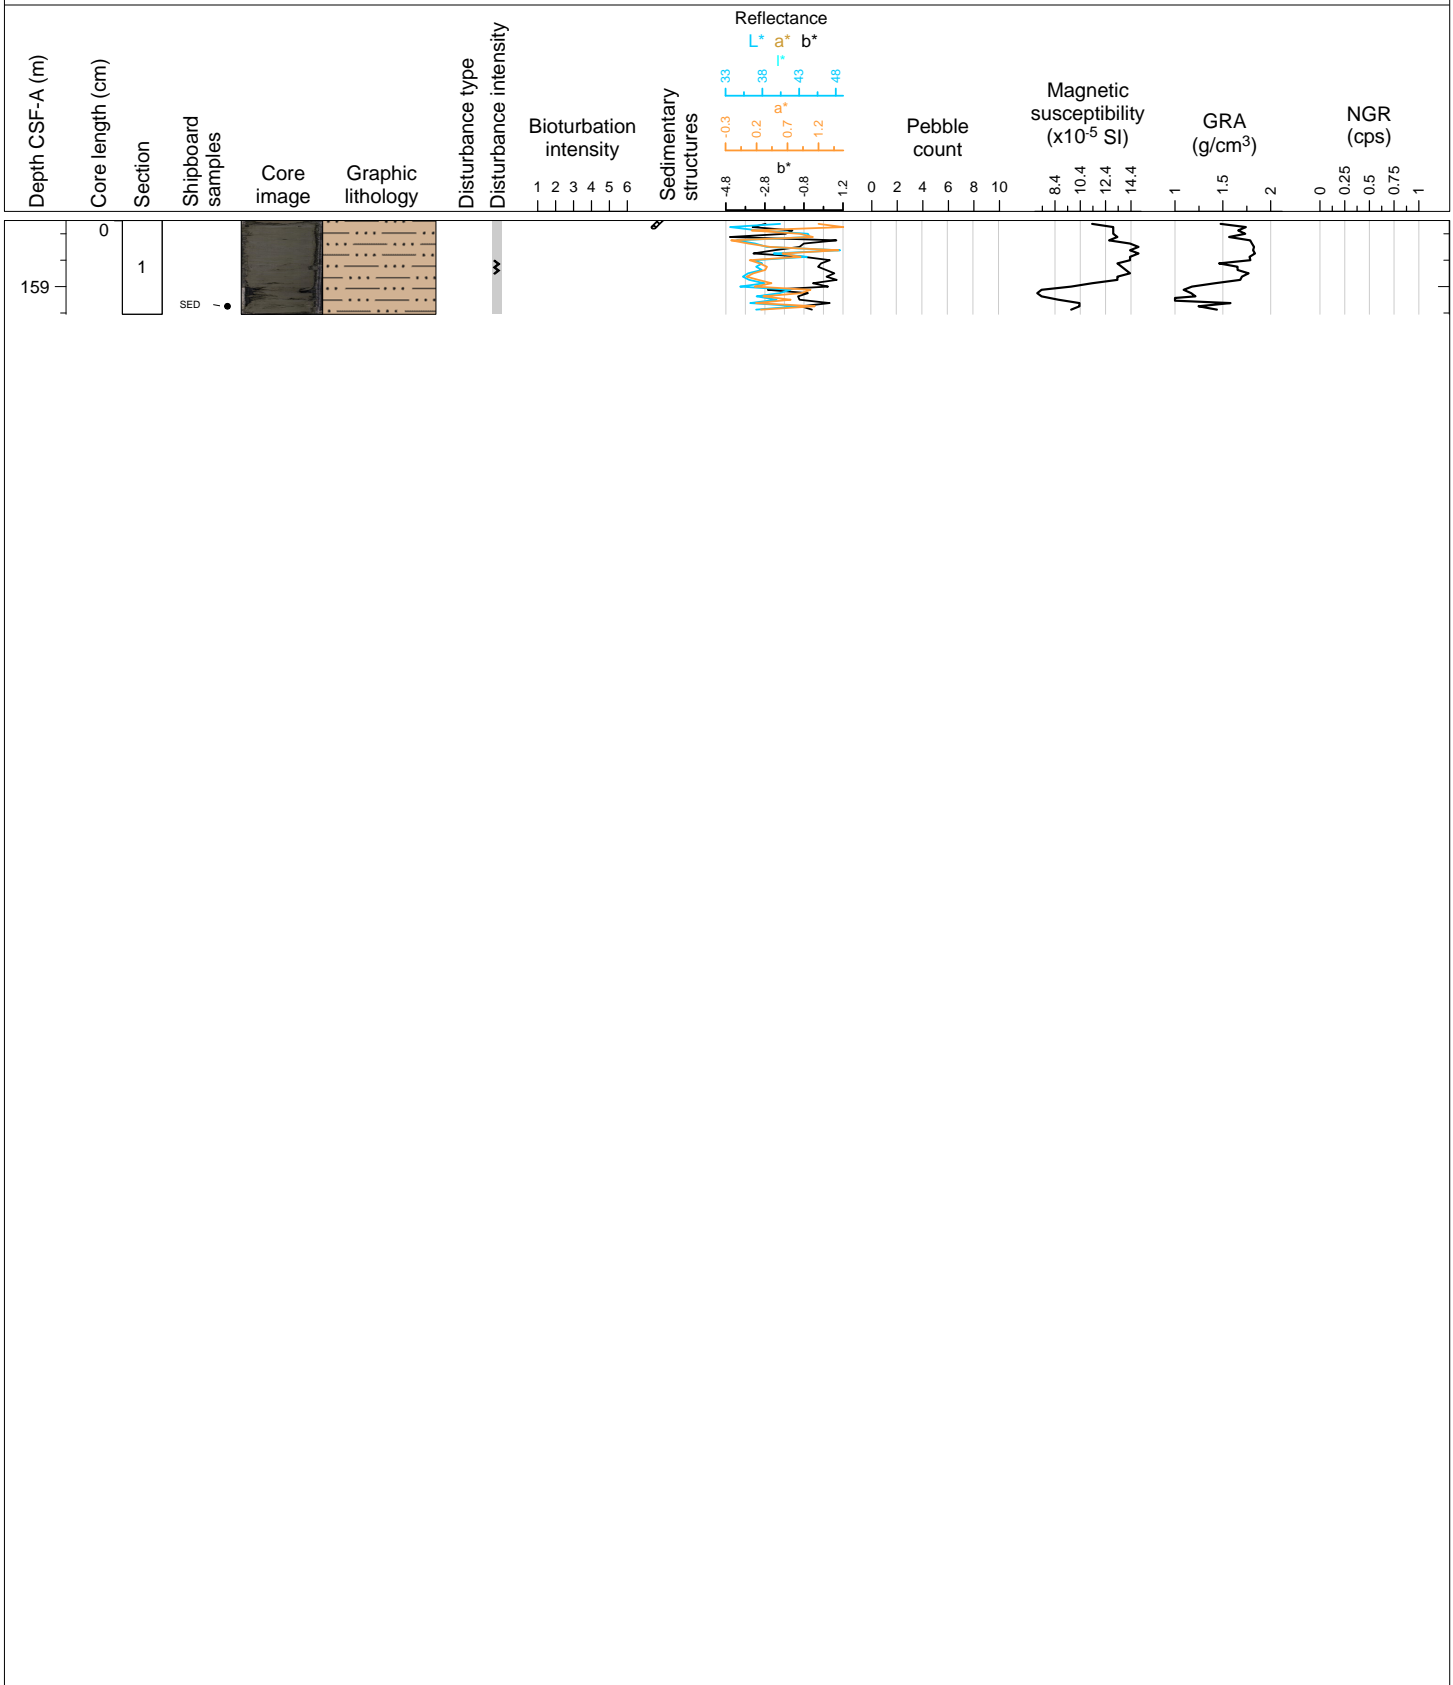 Depth CSF-A (m)
Core length (cm)
Section
Shipboard
samples
Core
image
Graphic
lithology
Disturbance type
Disturbance intensity
Bioturbation
intensity
1 2 3 4 5 6
Sedimentary
structures
Reflectance
L* a* b*
l*
33 38 43 48
a*
-0.3 0.2 0.7 1.2
b*
-4.8 -2.8 -0.8 1.2
Pebble
count
0 2 4 6 8 10
Magnetic
susceptibility
(x10-5 SI)
8.4 10.4 12.4 14.4
GRA
(g/cm3)
1 1.5 2
NGR
(cps)
0 0.25 0.5 0.75 1
0
1
159
SED